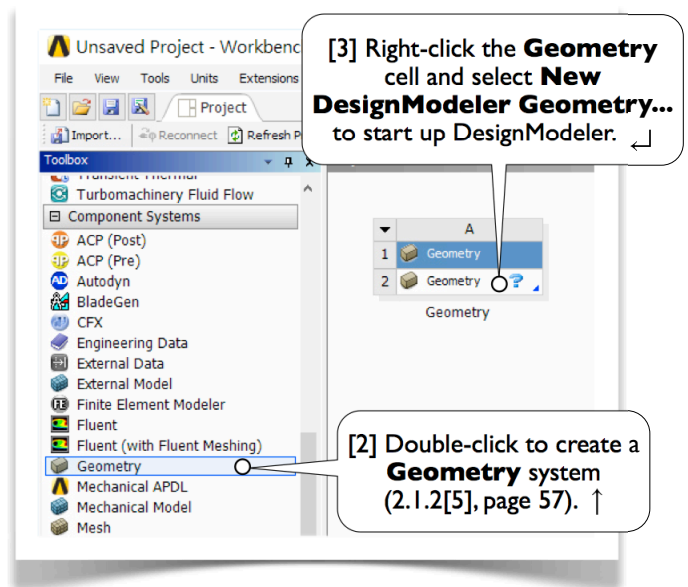 Unsaved Project - Workbenc
[3] Right-click the Geometry
cell and select New
DesignModeler Geometry...
to start up DesignModeler. ↵
File View Tools Units Extensions
Project
Import... Reconnect Refresh P
Toolbox
Transient Thermal
Turbomachinery Fluid Flow
Component Systems
ACP (Post)
ACP (Pre)
Autodyn
BladeGen
CFX
Engineering Data
External Data
External Model
Finite Element Modeler
Fluent
Fluent (with Fluent Meshing)
Geometry
Mechanical APDL
Mechanical Model
Mesh
A
1 Geometry
2 Geometry ?
Geometry
[2] Double-click to create a
Geometry system
(2.1.2[5], page 57). ↑